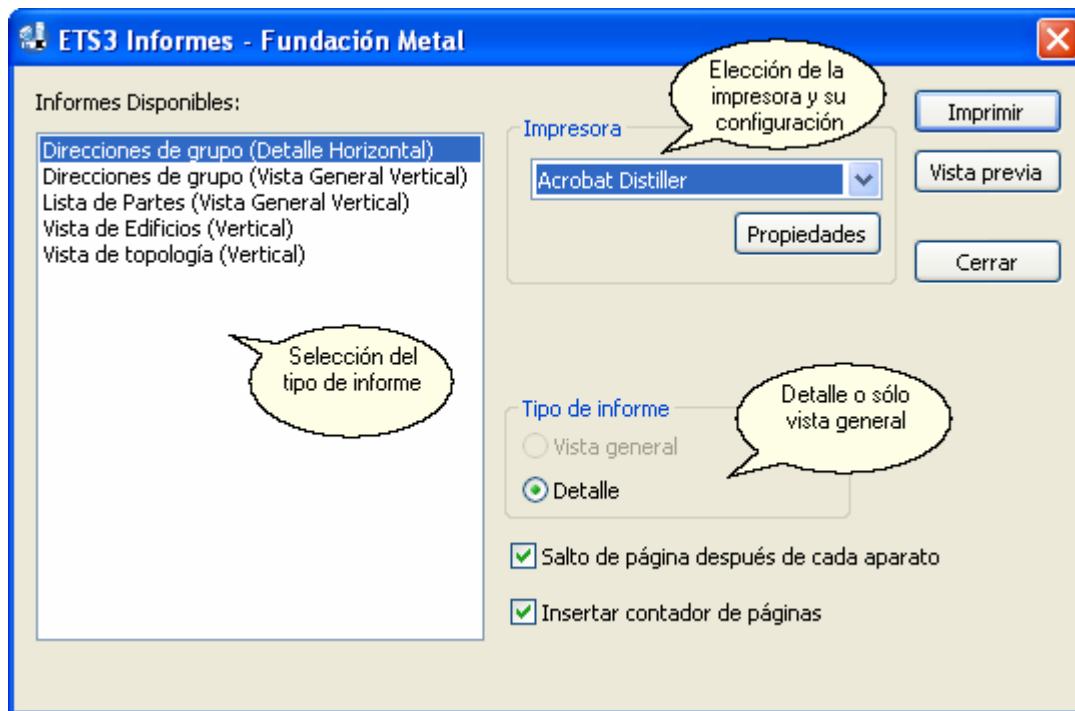 ETS3 Informes - Fundación Metal
Informes Disponibles:
Direcciones de grupo (Detalle Horizontal)
Direcciones de grupo (Vista General Vertical)
Lista de Partes (Vista General Vertical)
Vista de Edificios (Vertical)
Vista de topología (Vertical)
Selección del
tipo de informe
Elección de la
impresora y su
configuración
Impresora
Acrobat Distiller
Propiedades
Imprimir
Vista previa
Cerrar
Detalle o sólo
vista general
Tipo de informe
Vista general
Detalle
Salto de página después de cada aparato
Insertar contador de páginas